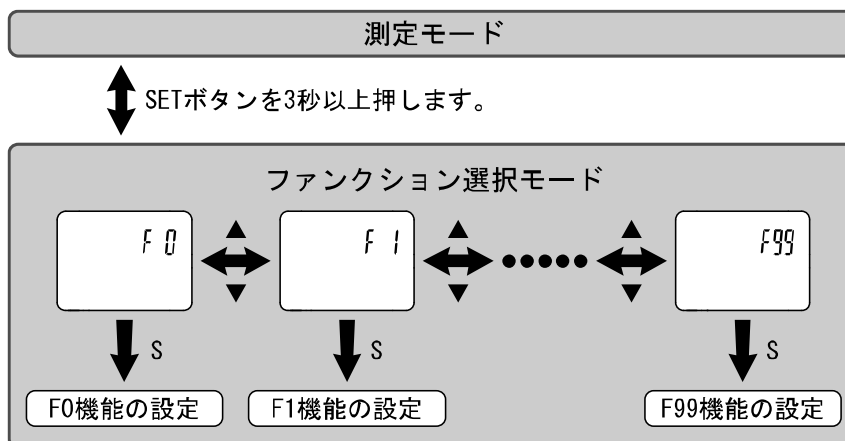 測定モード
SETボタンを3秒以上押します。
ファンクション選択モード
F 0
F 1
F99
S
S
S
F0機能の設定
F1機能の設定
F99機能の設定